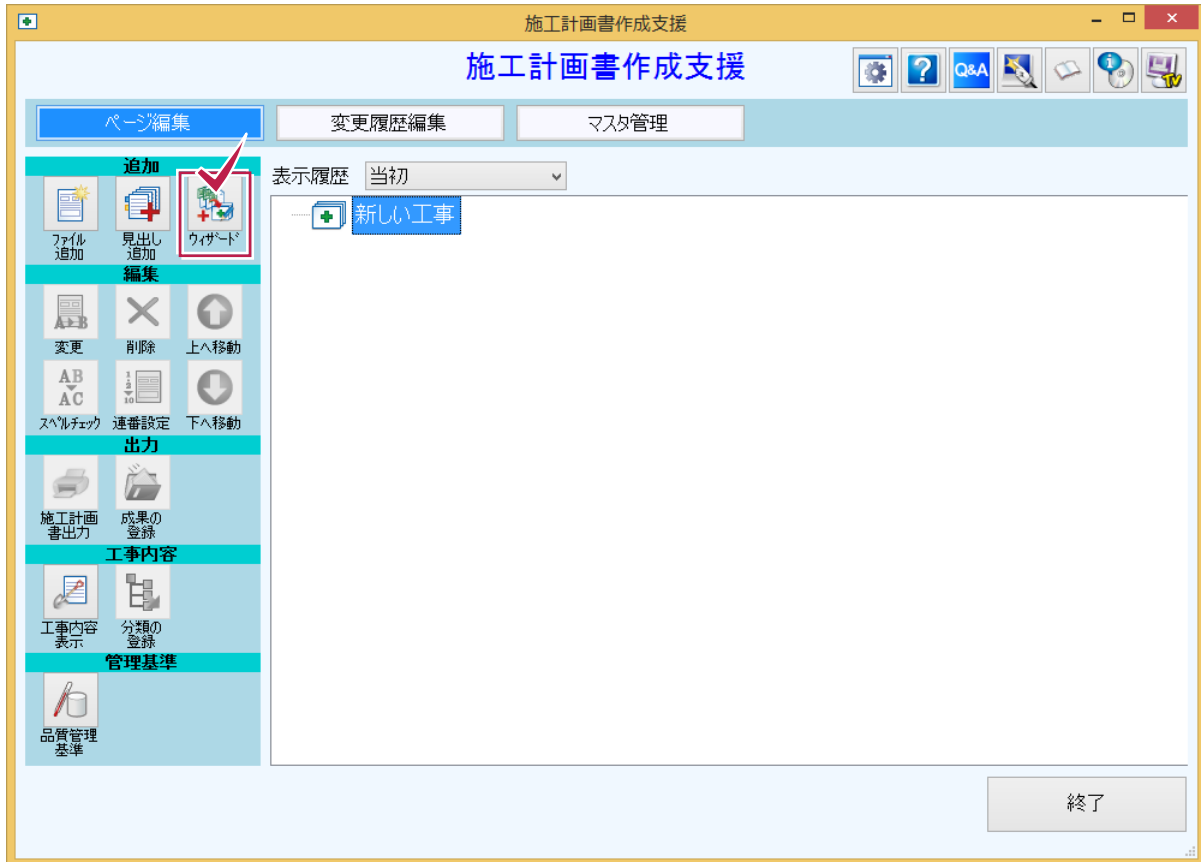 施工計画書作成支援
施工計画書作成支援
Q&A
TV
ページ編集 変更履歴編集 マスタ管理
追加
表示履歴 当初
新しい工事
ファイル
追加
見出し
追加
ウィザード
編集
A▸B
変更
削除
上へ移動
AB
AC
スペルチェック
1
2
10
連番設定
下へ移動
出力
施工計画
書出力
成果の
登録
工事内容
工事内容
表示
分類の
登録
管理基準
品質管理
基準
終了